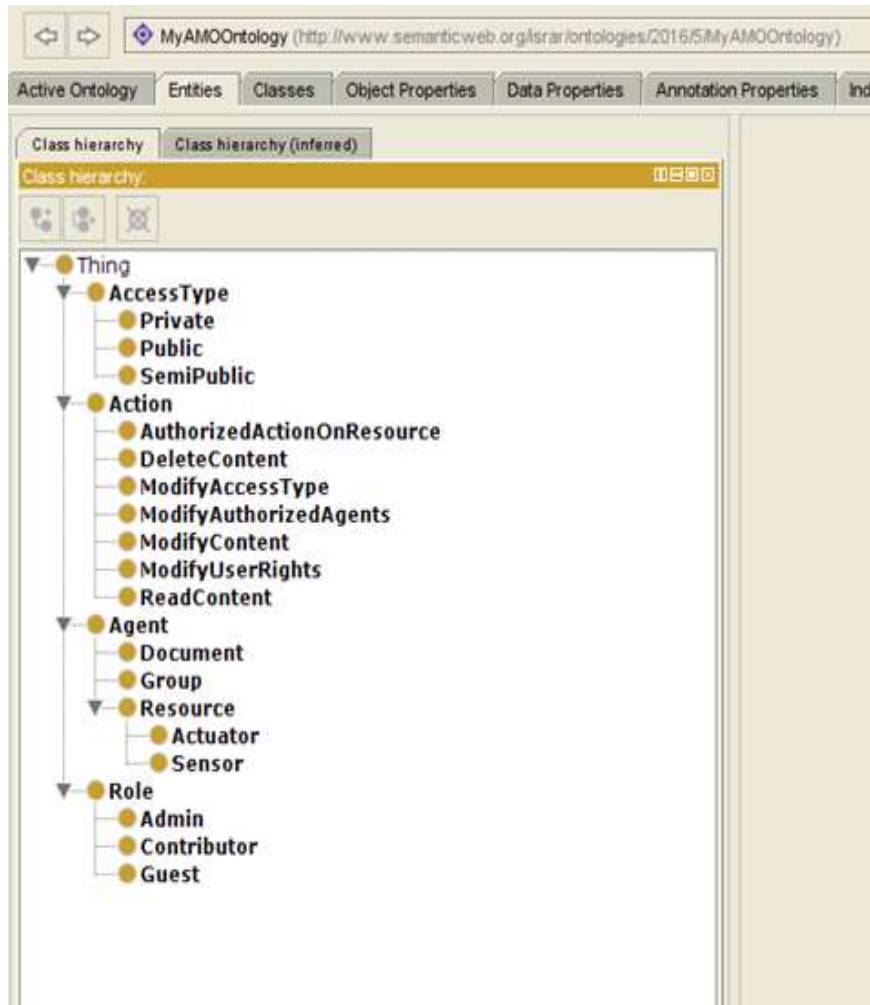 MyAMOOntology (http://www.semanticweb.org/israr/ontologies/2016/5/MyAMOOntology)
Active Ontology Entities Classes Object Properties Data Properties Annotation Properties Ind
Class hierarchy Class hierarchy (inferred)
Class hierarchy:
Thing
AccessType
Private
Public
SemiPublic
Action
AuthorizedActionOnResource
DeleteContent
ModifyAccessType
ModifyAuthorizedAgents
ModifyContent
ModifyUserRights
ReadContent
Agent
Document
Group
Resource
Actuator
Sensor
Role
Admin
Contributor
Guest